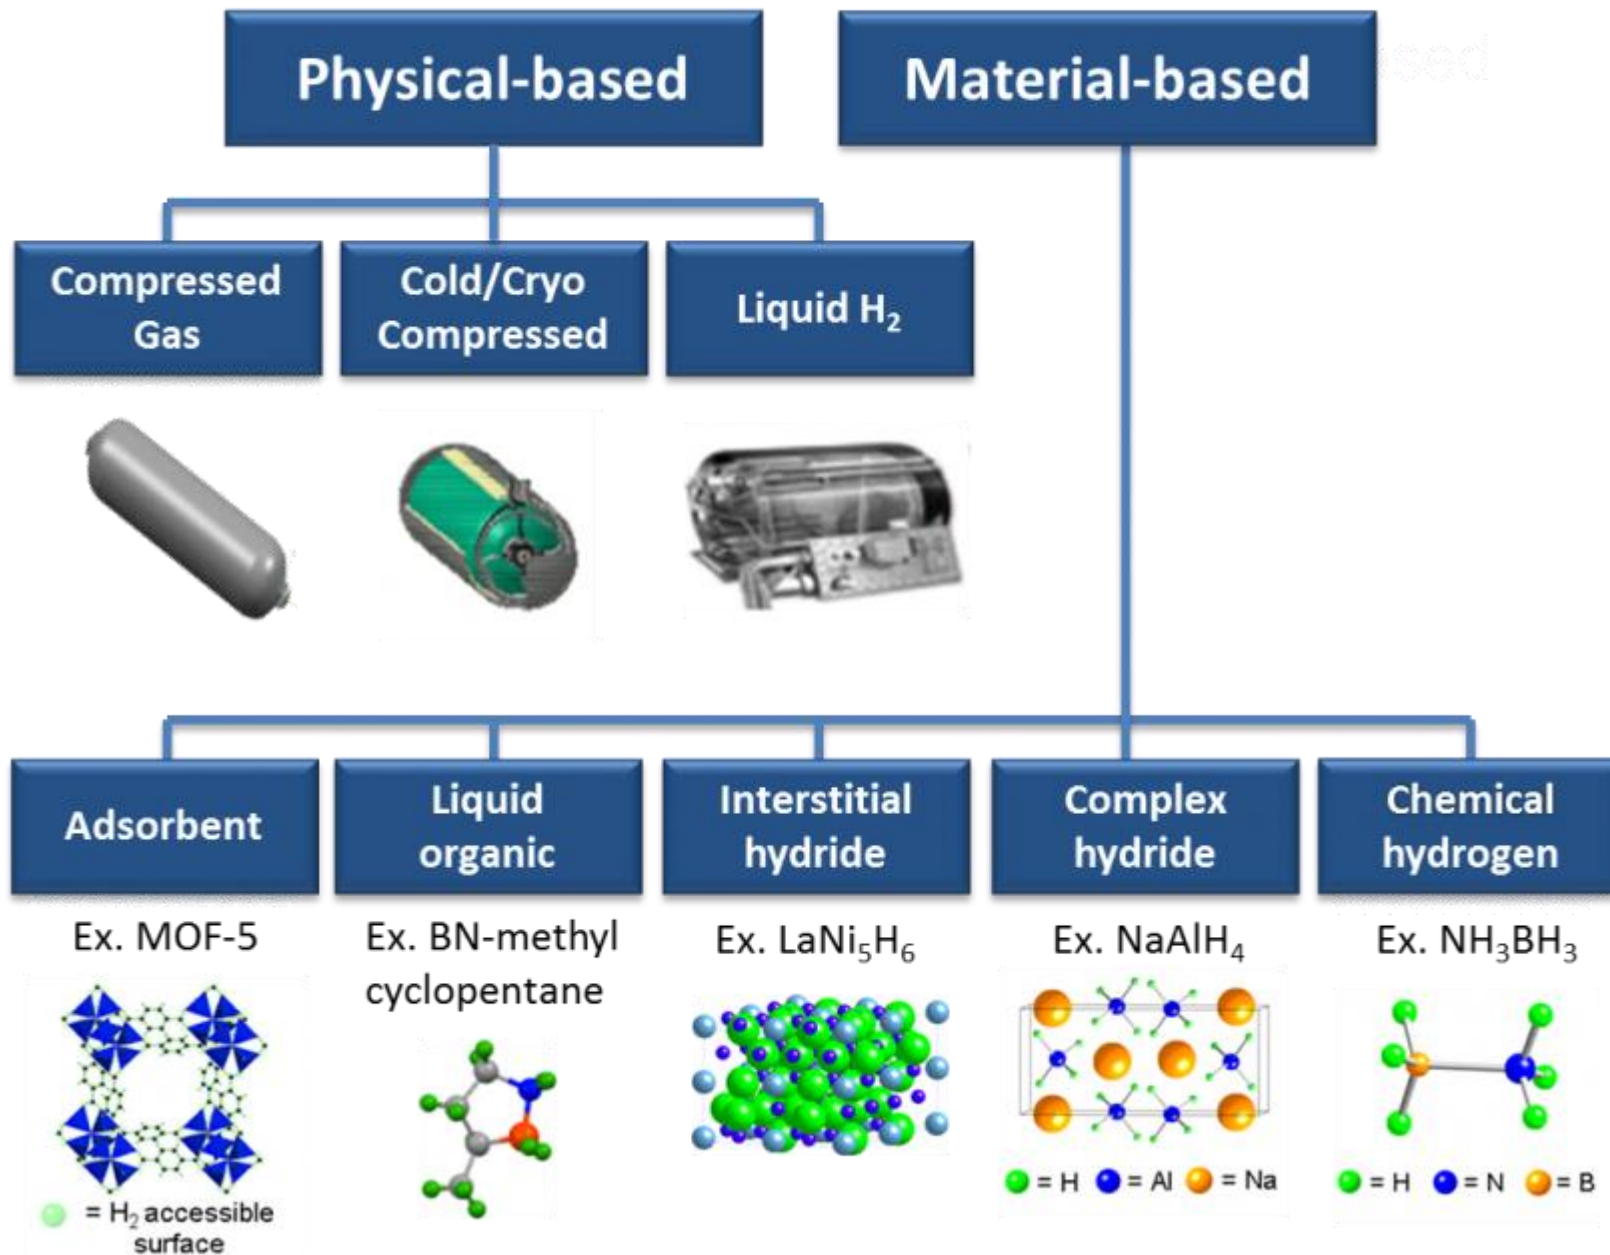 Physical-based
Material-based
Compressed
Gas
Cold/Cryo
Compressed
Liquid H₂
Adsorbent
Liquid
organic
Interstitial
hydride
Complex
hydride
Chemical
hydrogen
Ex. MOF-5
Ex. BN-methyl
cyclopentane
Ex. LaNi₅H₆
Ex. NaAlH₄
Ex. NH₃BH₃
= H₂ accessible
surface
= H = Al = Na
= H = N = B